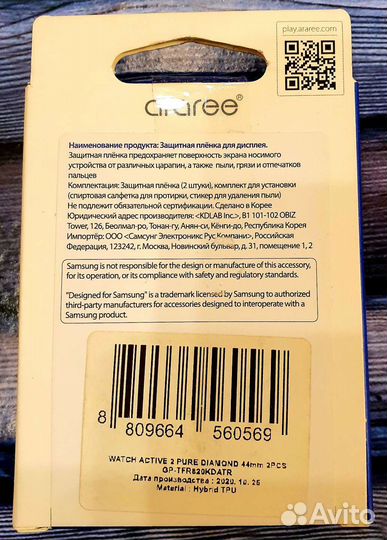 play.araree.com
araree®
Наименование продукта: Защитная плёнка для дисплея.
Защитная плёнка предохраняет поверхность экрана носимого
устройства от различных царапин, а также пыли, грязи и отпечатков
пальцев
Комплектация: Защитная плёнка (2 штуки), комплект для установки
(спиртовая салфетка для протирки, стикер для удаления пыли)
Не подлежит обязательной сертификации. Сделано в Корее
Юридический адрес производителя: «KDLAB Inc.», B1 101-102 OBIZ
Tower, 126, Беолмал-ро, Тонан-гу, Анян-си, Кёнги-до, Республика Корея
Импортёр: ООО «Самсунг Электроникс Рус Компани», Российская
Федерация, 123242, г. Москва, Новинский бульвар, д. 31, помещение 1, 2
Samsung is not responsible for the design or manufacture of this accessory,
for its operation, or its compliance with safety and regulatory standards.
"Designed for Samsung" is a trademark licensed by Samsung to authorized
third-party manufacturers for accessories designed to interoperate with a
Samsung product.
8 809664 560569
WATCH ACTIVE 2 PURE DIAMOND 44mm 2PCS
GP-TFR820KDATR
Дата производства : 2020. 10. 26
Material : Hybrid TPU
Avito